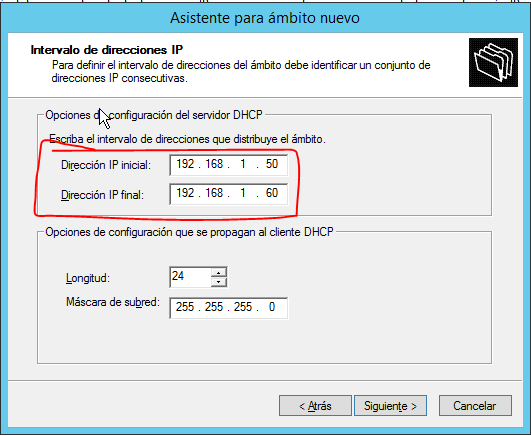 Asistente para ámbito nuevo
Intervalo de direcciones IP
Para definir el intervalo de direcciones del ámbito debe identificar un conjunto de
direcciones IP consecutivas.
Opciones de configuración del servidor DHCP
Escriba el intervalo de direcciones que distribuye el ámbito.
Dirección IP inicial: 192 . 168 . 1 . 50
Dirección IP final: 192 . 168 . 1 . 60
Opciones de configuración que se propagan al cliente DHCP
Longitud: 24
Máscara de subred: 255 . 255 . 255 . 0
< Atrás Siguiente > Cancelar